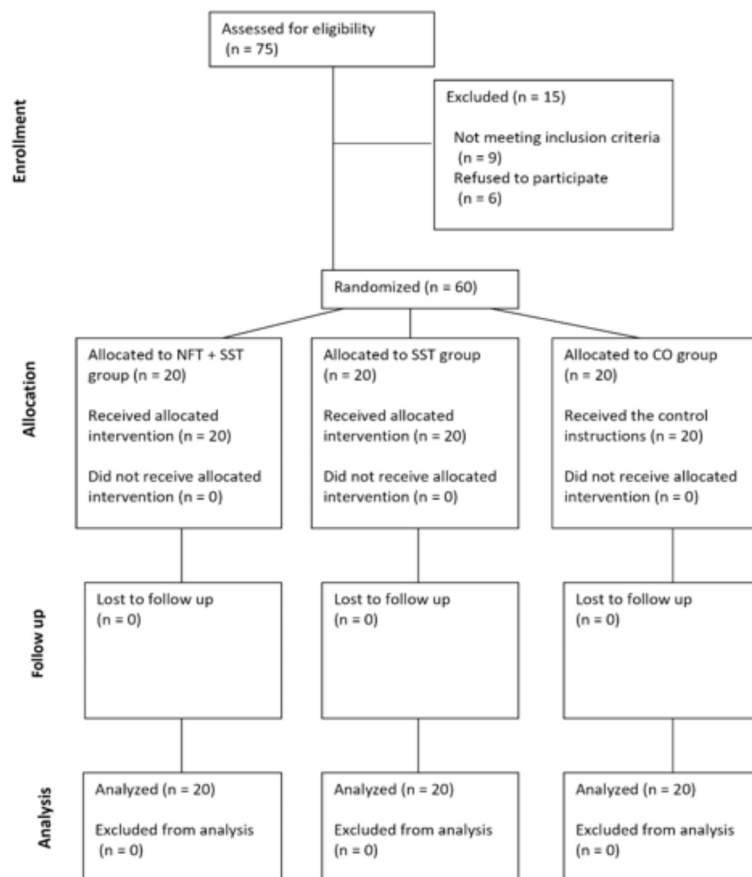 Enrollment
Assessed for eligibility
(n = 75)
Excluded (n = 15)
Not meeting inclusion criteria
(n = 9)
Refused to participate
(n = 6)
Randomized (n = 60)
Allocation
Allocated to NFT + SST
group (n = 20)
Received allocated
intervention (n = 20)
Did not receive allocated
intervention (n = 0)
Allocated to SST group
(n = 20)
Received allocated
intervention (n = 20)
Did not receive allocated
intervention (n = 0)
Allocated to CO group
(n = 20)
Received the control
instructions (n = 20)
Did not receive allocated
intervention (n = 0)
Follow up
Lost to follow up
(n = 0)
Lost to follow up
(n = 0)
Lost to follow up
(n = 0)
Analysis
Analyzed (n = 20)
Excluded from analysis
(n = 0)
Analyzed (n = 20)
Excluded from analysis
(n = 0)
Analyzed (n = 20)
Excluded from analysis
(n = 0)